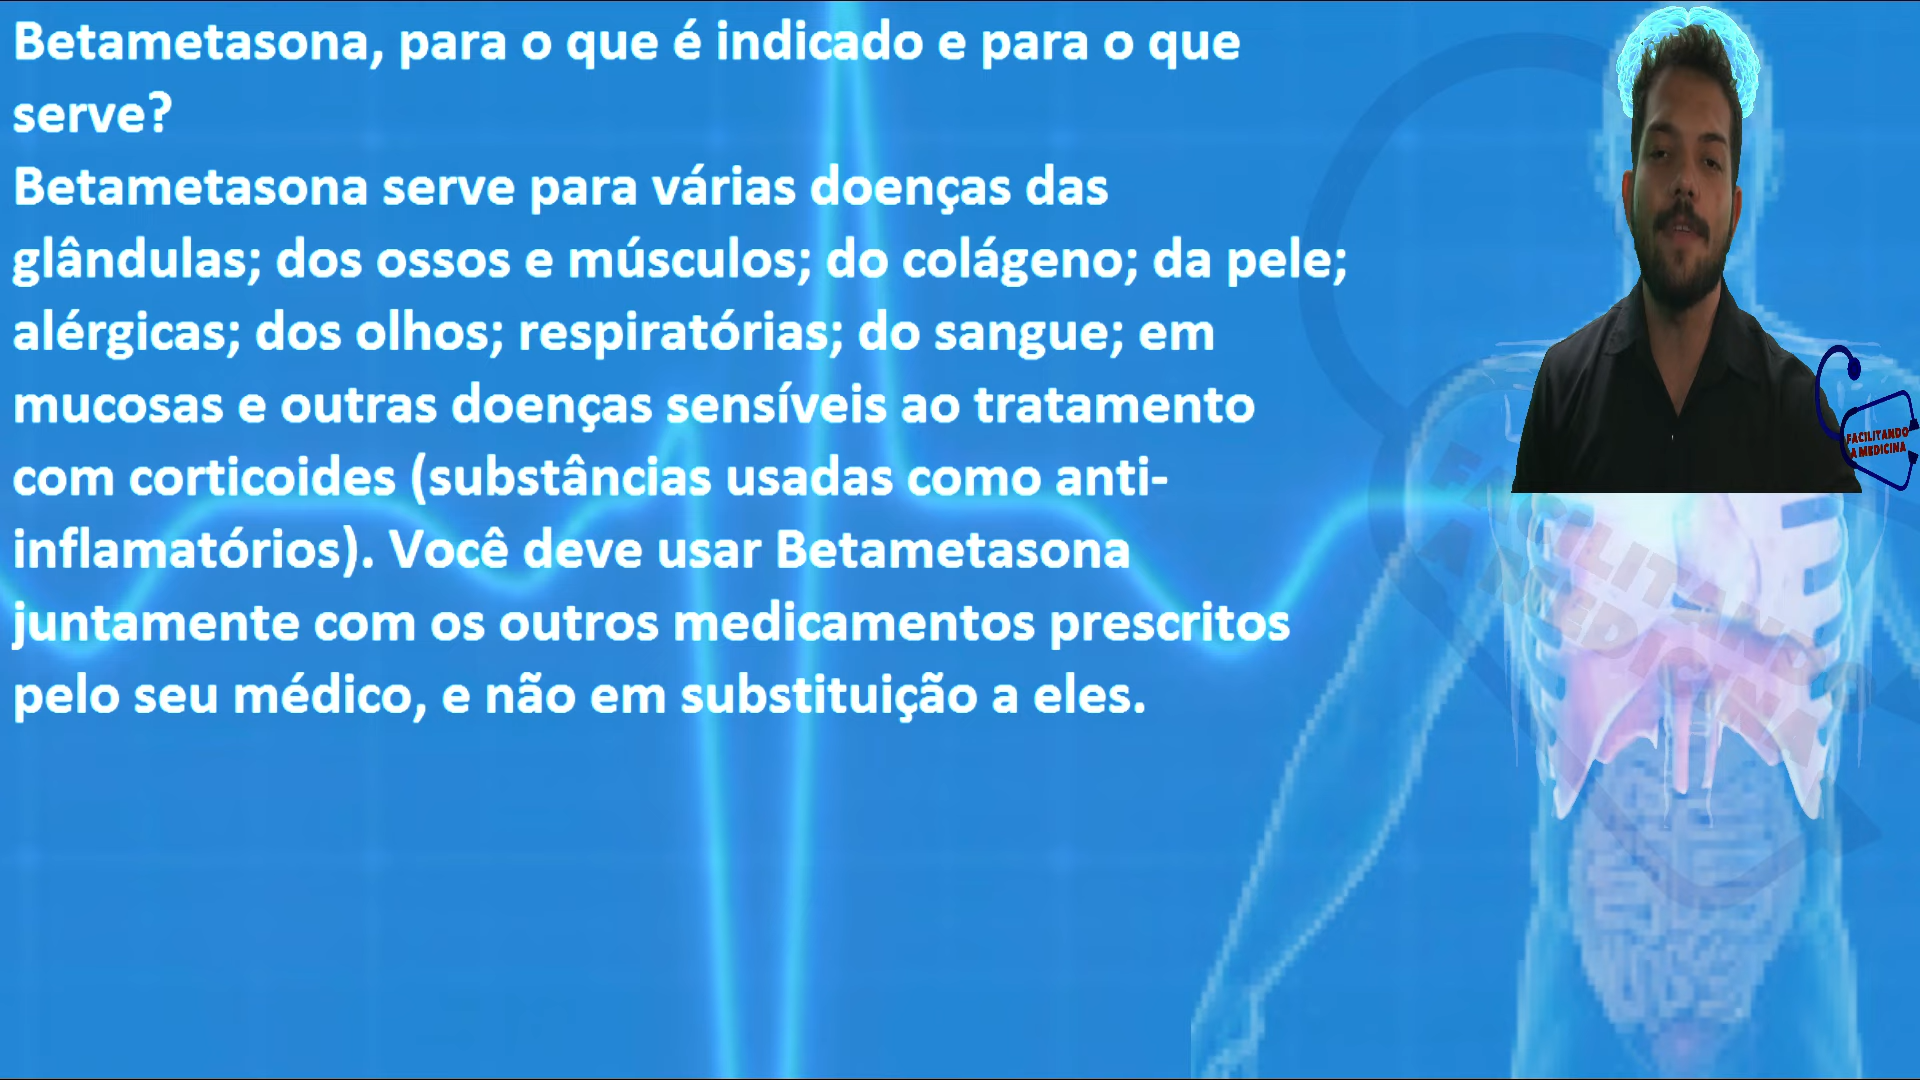 Betametasona, para o que é indicado e para o que
serve?
Betametasona serve para várias doenças das
glândulas; dos ossos e músculos; do colágeno; da pele;
alérgicas; dos olhos; respiratórias; do sangue; em
mucosas e outras doenças sensíveis ao tratamento
com corticoides (substâncias usadas como anti-
inflamatórios). Você deve usar Betametasona
juntamente com os outros medicamentos prescritos
pelo seu médico, e não em substituição a eles.
FACILITANDO
A MEDICINA
FACILITANDO
A MEDICINA